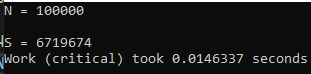 N = 100000
S = 6719674
Work (critical) took 0.0146337 seconds